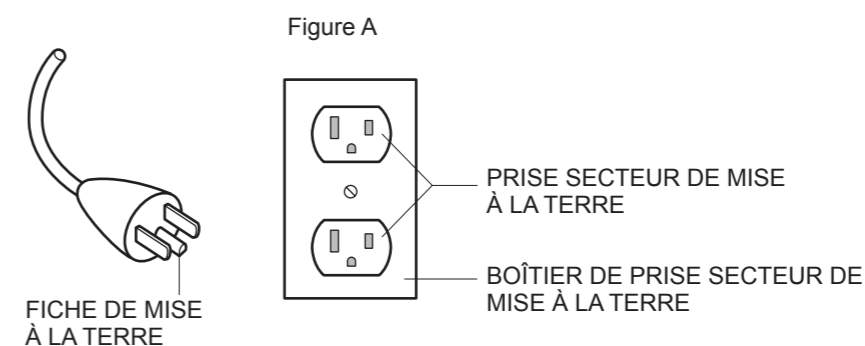 Figure A
PRISE SECTEUR DE MISE
À LA TERRE
BOÎTIER DE PRISE SECTEUR DE
MISE À LA TERRE
FICHE DE MISE
À LA TERRE